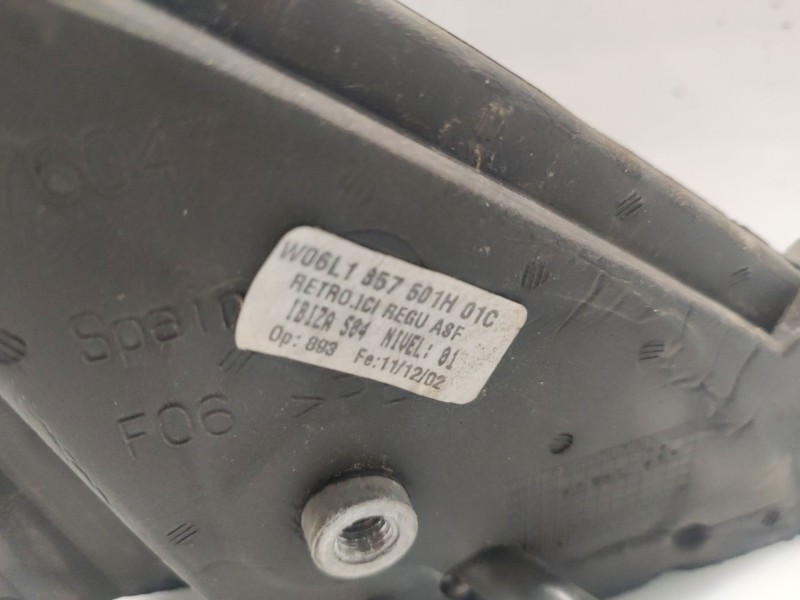 7604
Spain
F06
W06L1 857 501H 01C
RETRO.ICI REGU ASF
IBIZA S04 NIVEL: 01
Op: 893 Fe:11/12/02